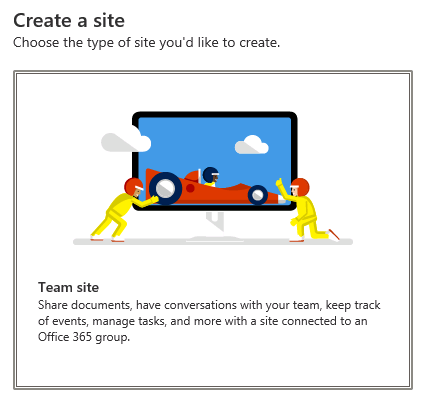 Create a site
Choose the type of site you'd like to create.
Team site
Share documents, have conversations with your team, keep track
of events, manage tasks, and more with a site connected to an
Office 365 group.